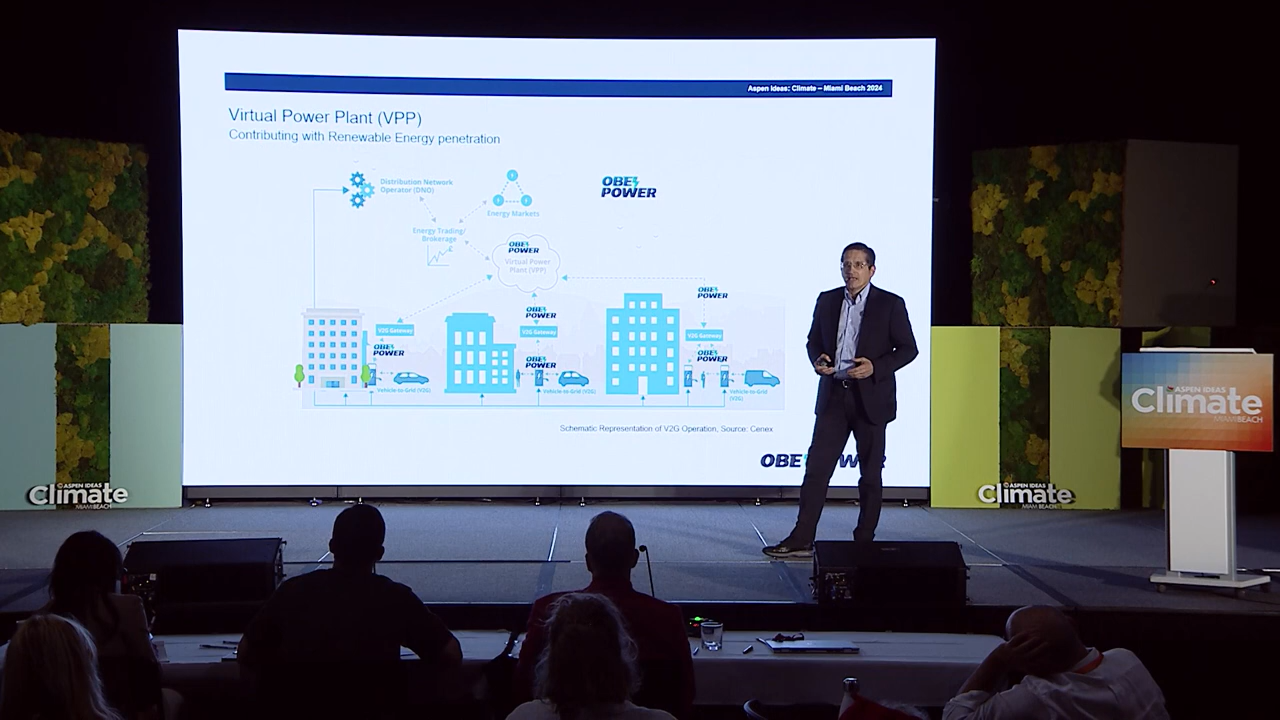 Aspen Ideas: Climate – Miami Beach 2024
Virtual Power Plant (VPP)
Contributing with Renewable Energy penetration
Distribution Network
Operator (DNO)
Energy Markets
OBE
POWER
Energy Trading/
Brokerage
OBE
POWER
Virtual Power
Plant (VPP)
OBE
POWER
OBE
POWER
V2G Gateway
V2G Gateway
V2G Gateway
OBE
POWER
OBE
POWER
OBE
POWER
Vehicle-to-Grid (V2G)
Vehicle-to-Grid (V2G)
Vehicle-to-Grid
(V2G)
Schematic Representation of V2G Operation, Source: Cenex
OBE POWER
ASPEN IDEAS
Climate
MIAMI BEACH
ASPEN IDEAS
Climate
MIAMI BEACH
ASPEN IDEAS
Climate
MIAMI BEACH